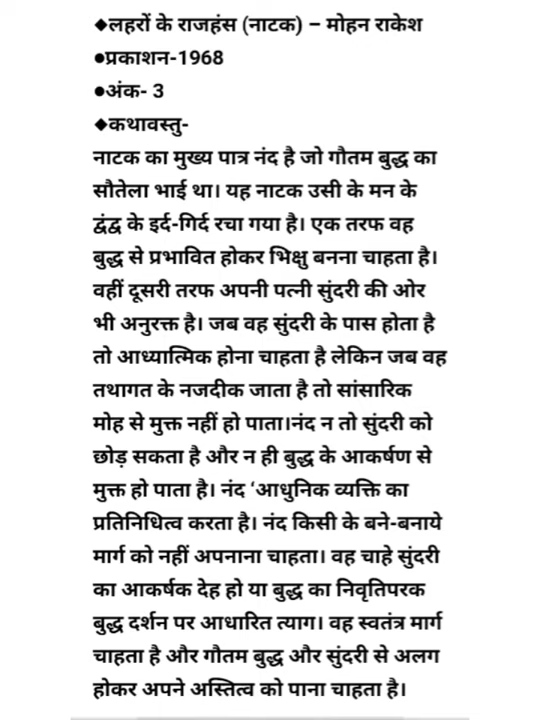 ◆लहरों के राजहंस (नाटक) – मोहन राकेश
●प्रकाशन-1968
●अंक- 3
◆कथावस्तु-
नाटक का मुख्य पात्र नंद है जो गौतम बुद्ध का
सौतेला भाई था। यह नाटक उसी के मन के
द्वंद्व के इर्द-गिर्द रचा गया है। एक तरफ वह
बुद्ध से प्रभावित होकर भिक्षु बनना चाहता है।
वहीं दूसरी तरफ अपनी पत्नी सुंदरी की ओर
भी अनुरक्त है। जब वह सुंदरी के पास होता है
तो आध्यात्मिक होना चाहता है लेकिन जब वह
तथागत के नजदीक जाता है तो सांसारिक
मोह से मुक्त नहीं हो पाता।नंद न तो सुंदरी को
छोड़ सकता है और न ही बुद्ध के आकर्षण से
मुक्त हो पाता है। नंद ‘आधुनिक व्यक्ति का
प्रतिनिधित्व करता है। नंद किसी के बने-बनाये
मार्ग को नहीं अपनाना चाहता। वह चाहे सुंदरी
का आकर्षक देह हो या बुद्ध का निवृतिपरक
बुद्ध दर्शन पर आधारित त्याग। वह स्वतंत्र मार्ग
चाहता है और गौतम बुद्ध और सुंदरी से अलग
होकर अपने अस्तित्व को पाना चाहता है।